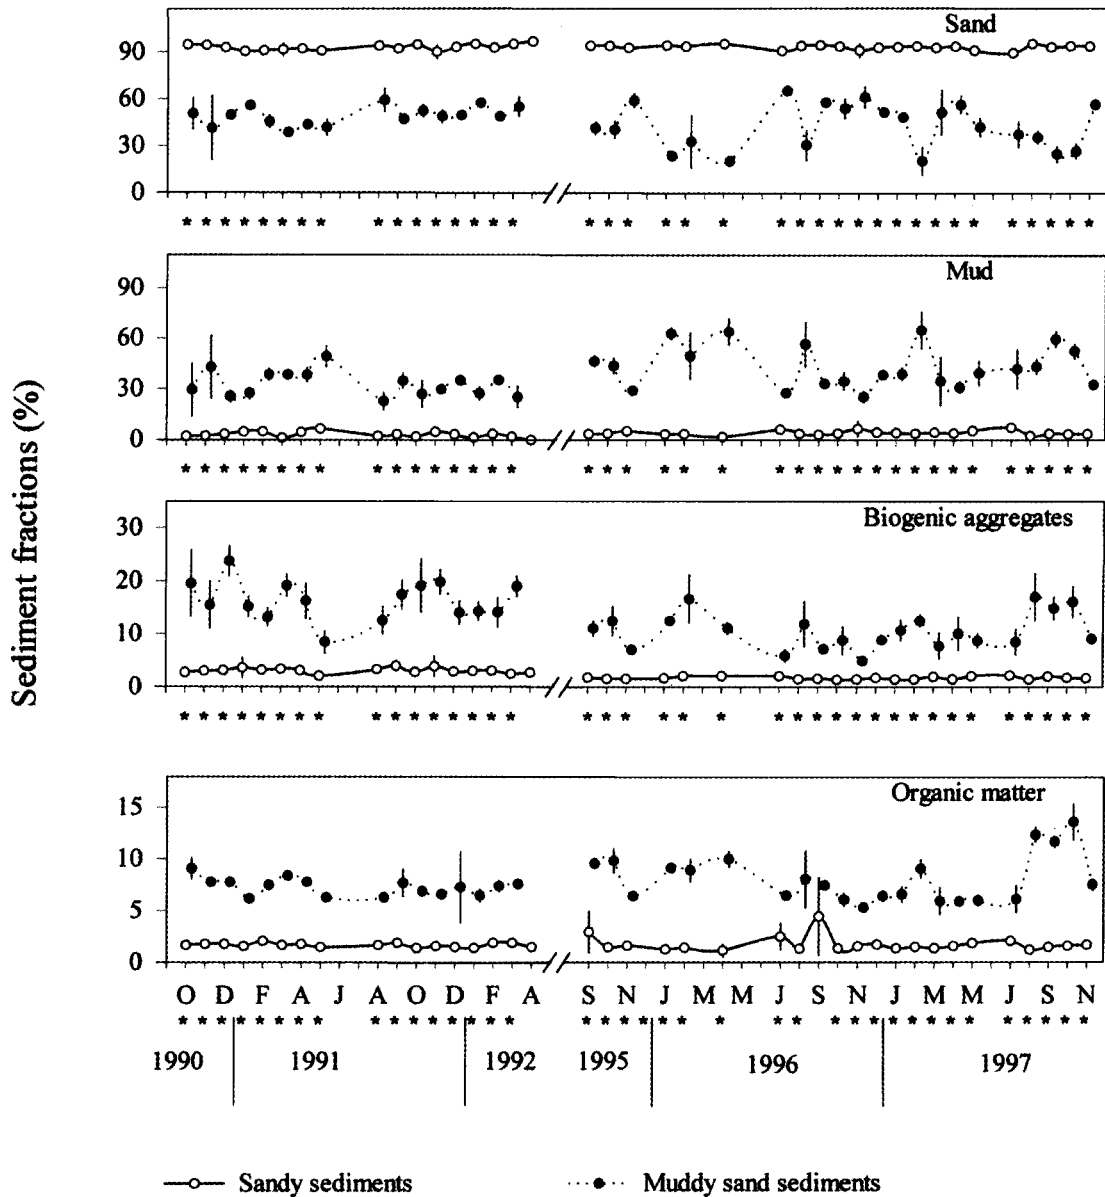 Sediment fractions (%)
Sand
90
60
30
0
* * * * * * * * * * * * * * * * * * * * * * * * * * * * * * * * * * * * * * *
Mud
90
60
30
0
* * * * * * * * * * * * * * * * * * * * * * * * * * * * * * * * * * * * * * *
Biogenic aggregates
30
20
10
0
* * * * * * * * * * * * * * * * * * * * * * * * * * * * * * * * * * * * * * *
Organic matter
15
10
5
0
O D F A J A O D F A S N J M M J S N J M M J S N
* * * * * * * * * * * * * * * * * * * * * * * * * * * * * * * * * * * * * * *
1990 1991 1992 1995 1996 1997
Sandy sediments Muddy sand sediments